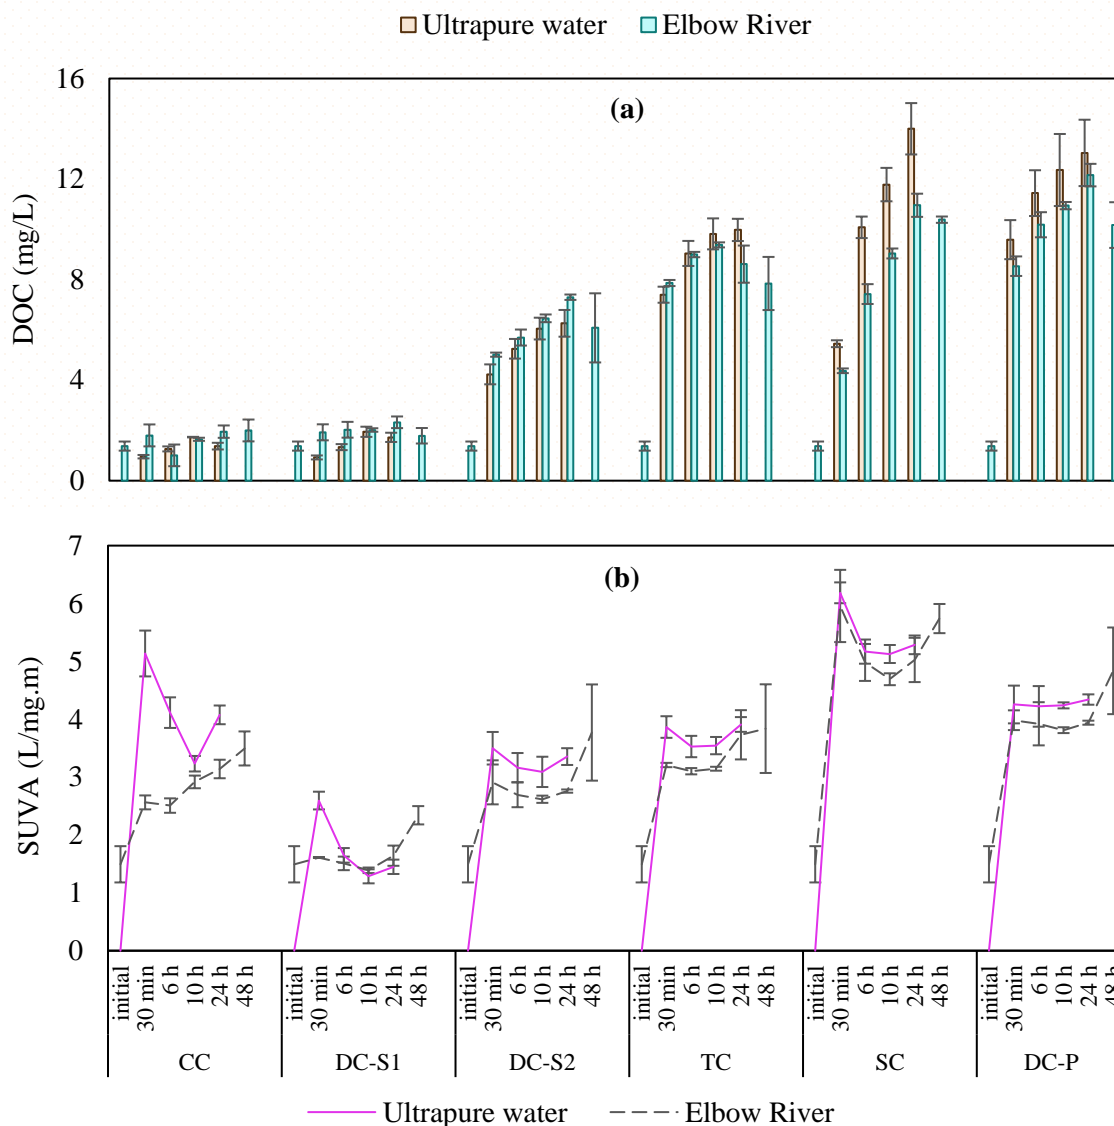 Ultrapure water Elbow River
(a)
DOC (mg/L)
16
12
8
4
0
(b)
SUVA (L/mg.m)
7
6
5
4
3
2
1
0
initial 30 min 6 h 10 h 24 h 48 h initial 30 min 6 h 10 h 24 h 48 h initial 30 min 6 h 10 h 24 h 48 h initial 30 min 6 h 10 h 24 h 48 h initial 30 min 6 h 10 h 24 h 48 h initial 30 min 6 h 10 h 24 h 48 h
CC DC-S1 DC-S2 TC SC DC-P
Ultrapure water Elbow River